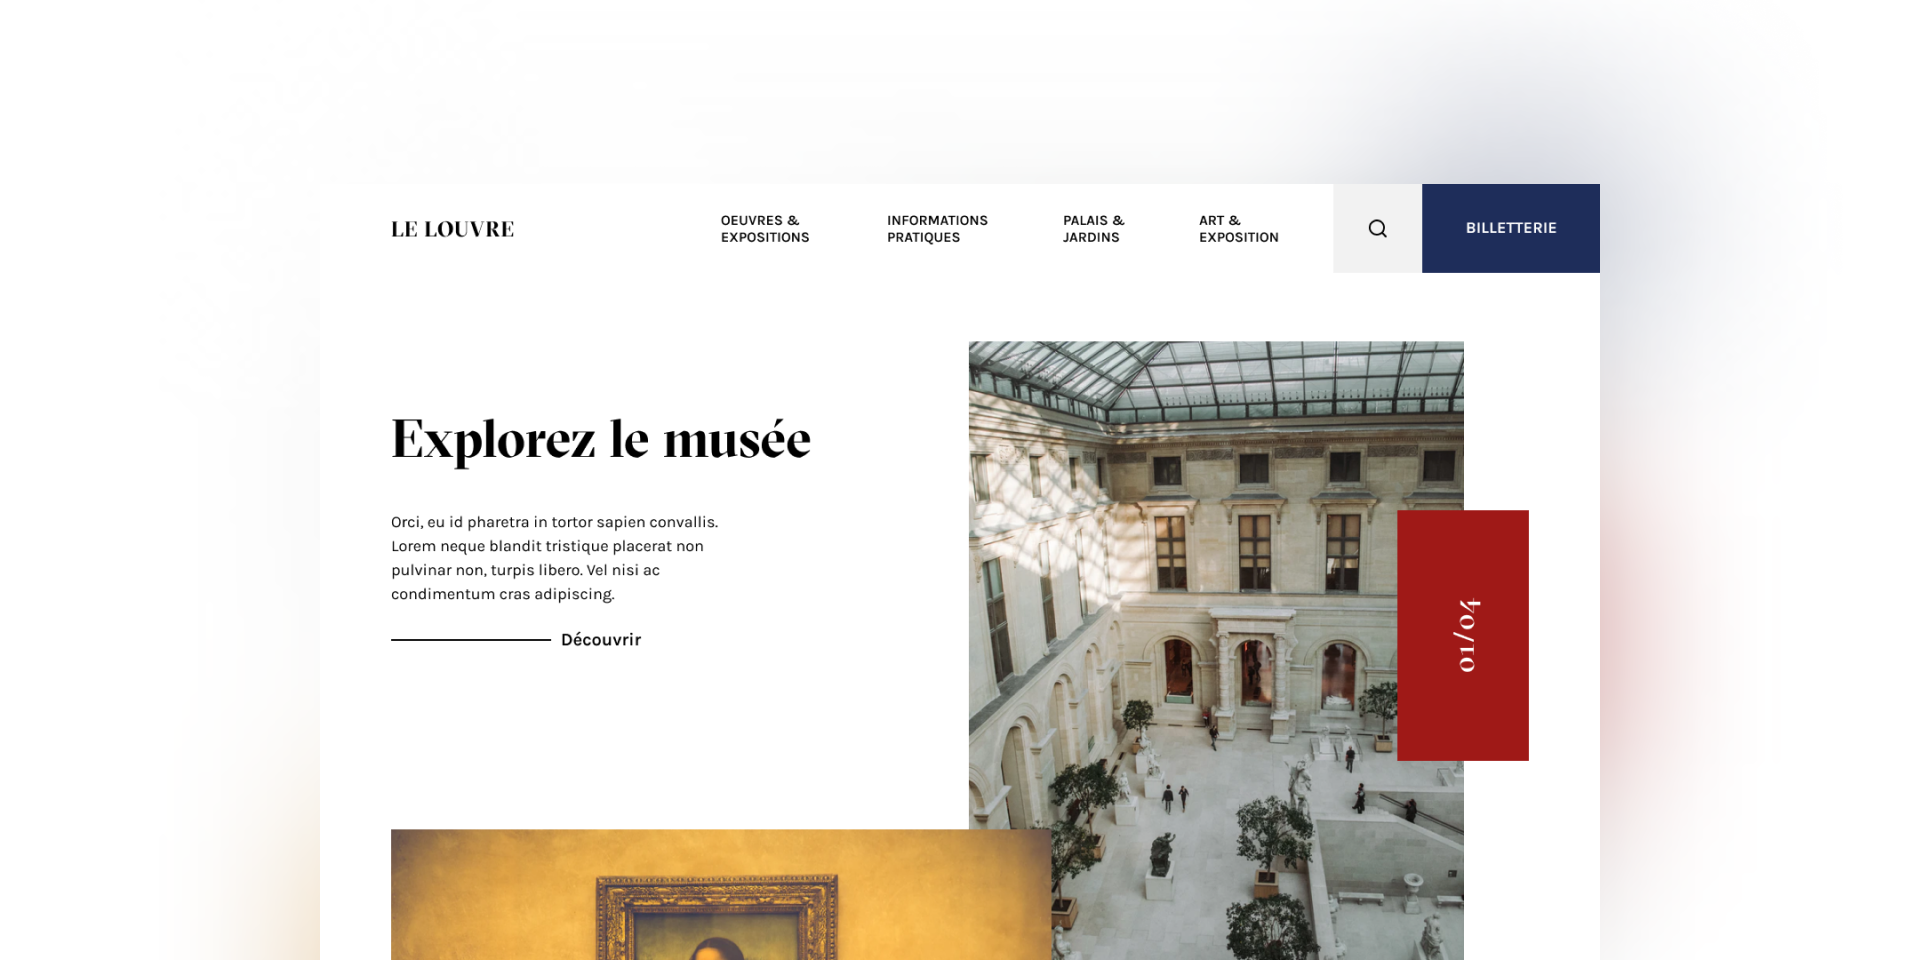 LE LOUVRE
OEUVRES &
EXPOSITIONS
INFORMATIONS
PRATIQUES
PALAIS &
JARDINS
ART &
EXPOSITION
BILLETTERIE
Explorez le musée
Orci, eu id pharetra in tortor sapien convallis.
Lorem neque blandit tristique placerat non
pulvinar non, turpis libero. Vel nisi ac
condimentum cras adipiscing.
Découvrir
01/04